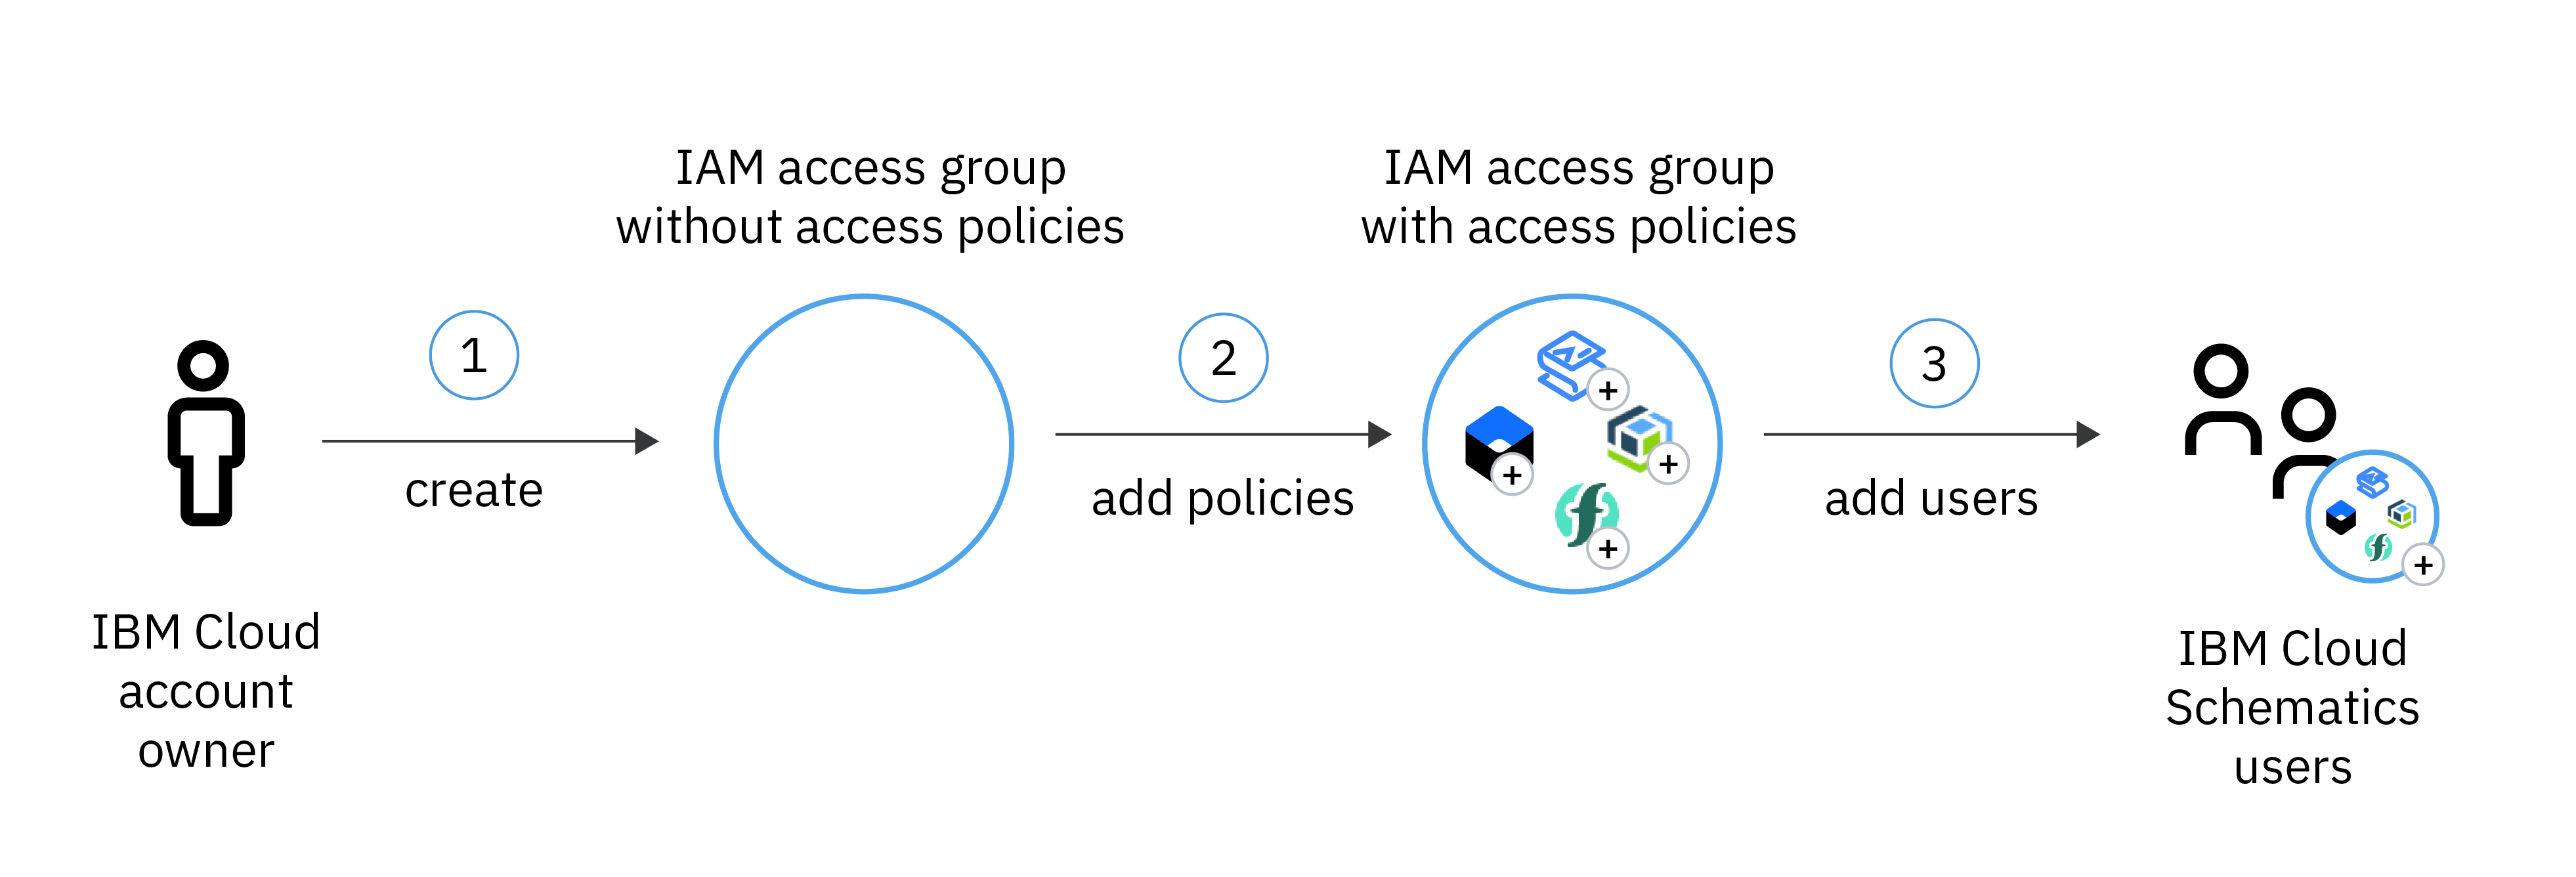 IAM access group
without access policies
IAM access group
with access policies
1
2
3
create
add policies
add users
IBM Cloud
account
owner
IBM Cloud
Schematics
users